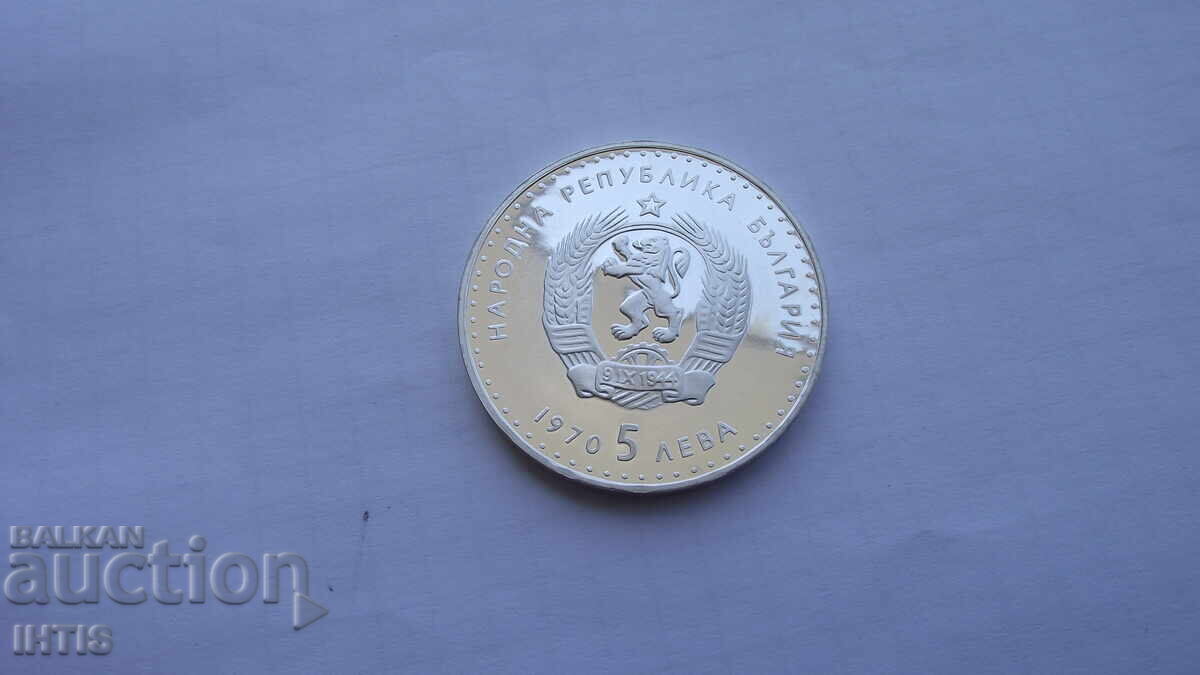 НАРОДНА РЕПУБЛИКА БЪЛГАРИЯ
9 IX 1944
1970 5 ЛЕВА
BALKAN
auction
IHTIS